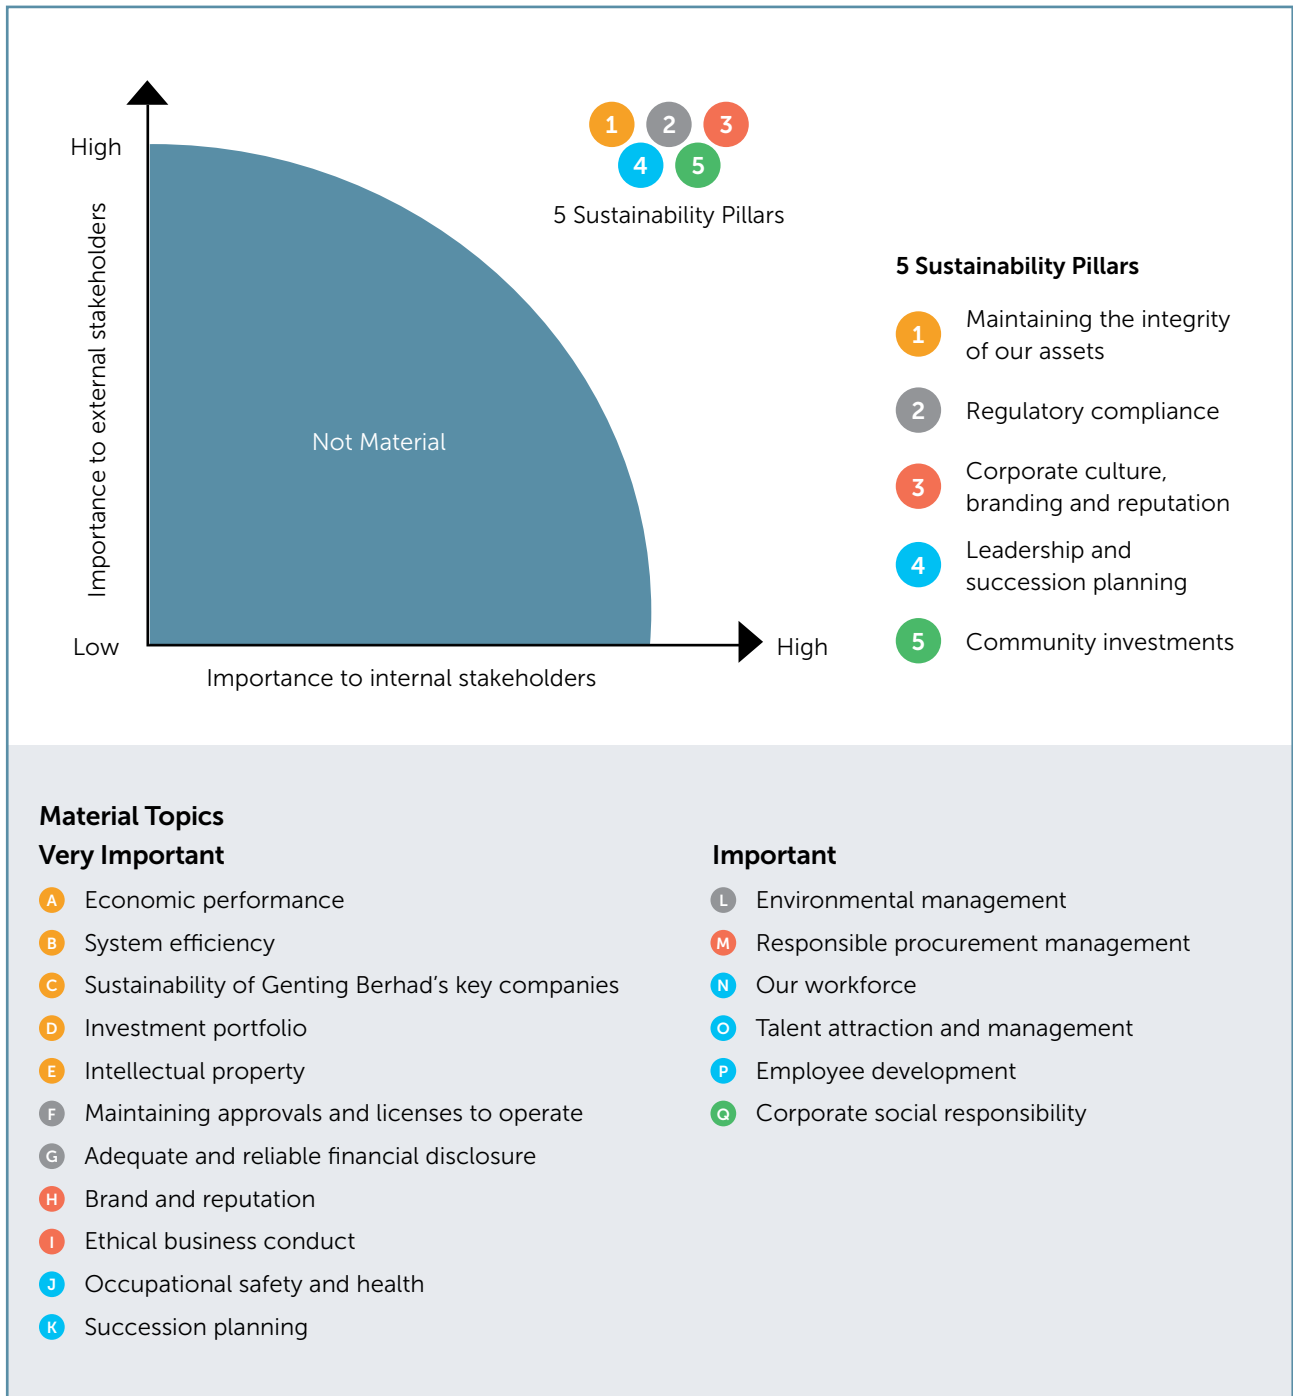 High
Importance to external stakeholders
Low
Not Material
Importance to internal stakeholders
High
1
2
3
4
5
5 Sustainability Pillars
5 Sustainability Pillars
1
Maintaining the integrity
of our assets
2
Regulatory compliance
3
Corporate culture,
branding and reputation
4
Leadership and
succession planning
5
Community investments
Material Topics
Very Important
A Economic performance
B System efficiency
C Sustainability of Genting Berhad’s key companies
D Investment portfolio
E Intellectual property
F Maintaining approvals and licenses to operate
G Adequate and reliable financial disclosure
H Brand and reputation
I Ethical business conduct
J Occupational safety and health
K Succession planning
Important
L Environmental management
M Responsible procurement management
N Our workforce
O Talent attraction and management
P Employee development
Q Corporate social responsibility